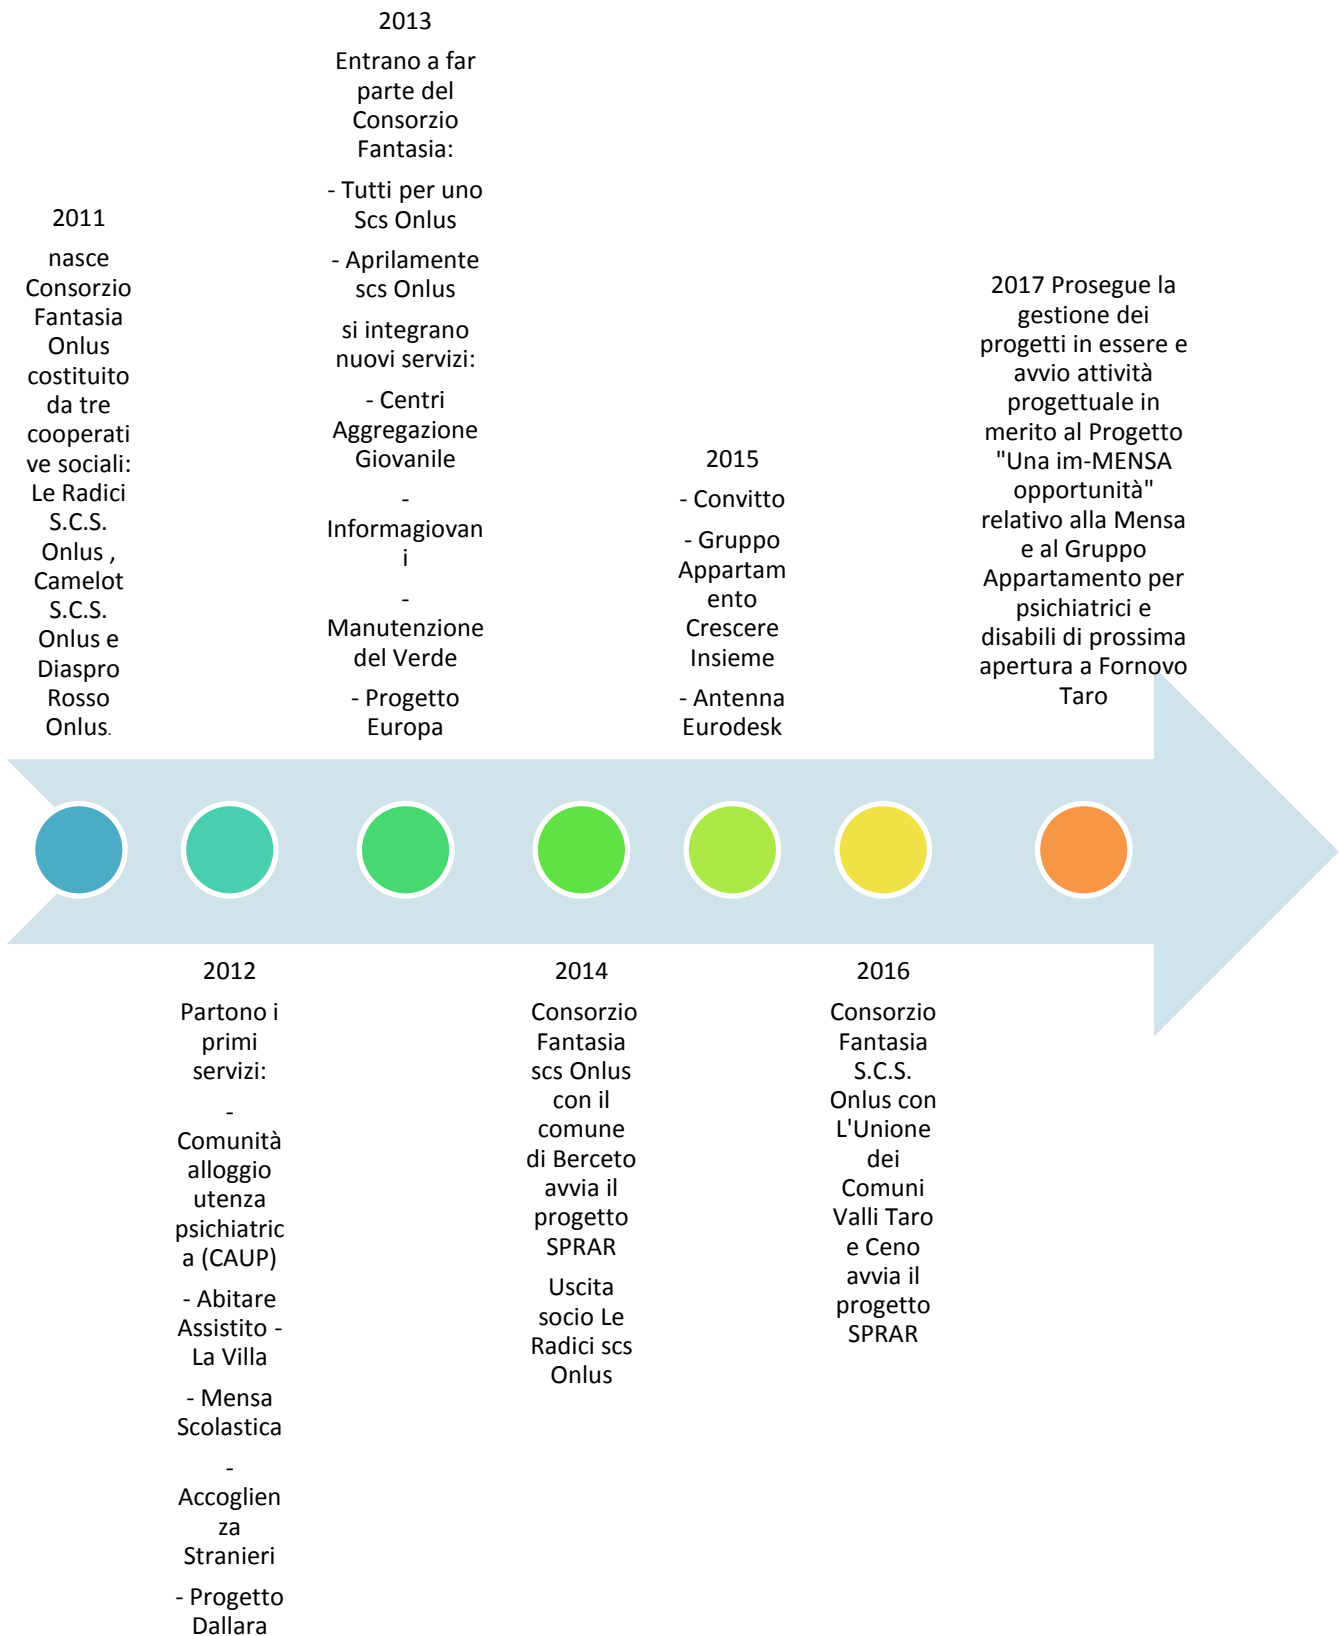 2011
nasce
Consorzio
Fantasia
Onlus
costituito
da tre
cooperati
ve sociali:
Le Radici
S.C.S.
Onlus ,
Camelot
S.C.S.
Onlus e
Diaspro
Rosso
Onlus.
2012
Partono i
primi
servizi:
-
Comunità
alloggio
utenza
psichiatric
a (CAUP)
- Abitare
Assistito -
La Villa
- Mensa
Scolastica
-
Accoglien
za
Stranieri
- Progetto
Dallara
2013
Entrano a far
parte del
Consorzio
Fantasia:
- Tutti per uno
Scs Onlus
- Aprilamente
scs Onlus
si integrano
nuovi servizi:
- Centri
Aggregazione
Giovanile
-
Informagiovan
i
-
Manutenzione
del Verde
- Progetto
Europa
2014
Consorzio
Fantasia
scs Onlus
con il
comune
di Berceto
avvia il
progetto
SPRAR
Uscita
socio Le
Radici scs
Onlus
2015
- Convitto
- Gruppo
Appartam
ento
Crescere
Insieme
- Antenna
Eurodesk
2016
Consorzio
Fantasia
S.C.S.
Onlus con
L'Unione
dei
Comuni
Valli Taro
e Ceno
avvia il
progetto
SPRAR
2017 Prosegue la
gestione dei
progetti in essere e
avvio attività
progettuale in
merito al Progetto
"Una im-MENSA
opportunità"
relativo alla Mensa
e al Gruppo
Appartamento per
psichiatrici e
disabili di prossima
apertura a Fornovo
Taro